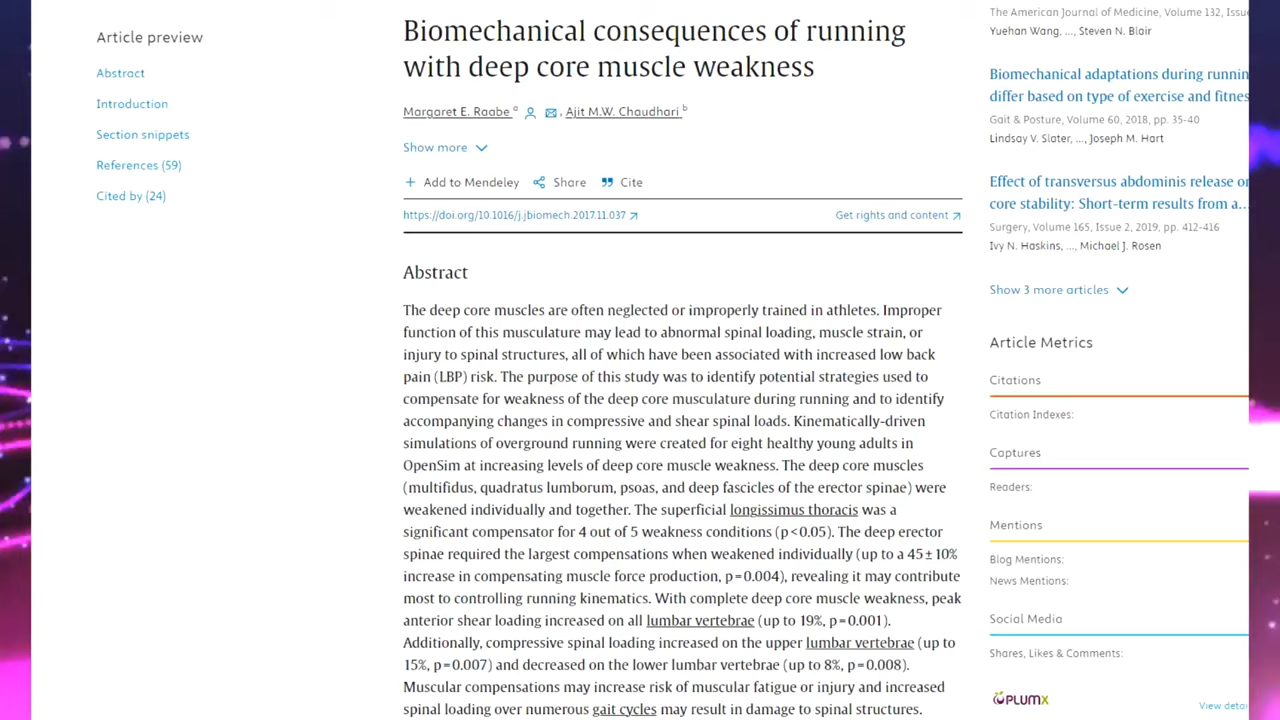 Article preview
Abstract
Introduction
Section snippets
References (59)
Cited by (24)
Biomechanical consequences of running
with deep core muscle weakness
Margaret E. Raabe a , Ajit M.W. Chaudhari b
Show more
Add to Mendeley Share Cite
https://doi.org/10.1016/j.jbiomech.2017.11.037 Get rights and content
Abstract
The deep core muscles are often neglected or improperly trained in athletes. Improper
function of this musculature may lead to abnormal spinal loading, muscle strain, or
injury to spinal structures, all of which have been associated with increased low back
pain (LBP) risk. The purpose of this study was to identify potential strategies used to
compensate for weakness of the deep core musculature during running and to identify
accompanying changes in compressive and shear spinal loads. Kinematically-driven
simulations of overground running were created for eight healthy young adults in
OpenSim at increasing levels of deep core muscle weakness. The deep core muscles
(multifidus, quadratus lumborum, psoas, and deep fascicles of the erector spinae) were
weakened individually and together. The superficial longissimus thoracis was a
significant compensator for 4 out of 5 weakness conditions (p < 0.05). The deep erector
spinae required the largest compensations when weakened individually (up to a 45 ± 10%
increase in compensating muscle force production, p = 0.004), revealing it may contribute
most to controlling running kinematics. With complete deep core muscle weakness, peak
anterior shear loading increased on all lumbar vertebrae (up to 19%, p = 0.001).
Additionally, compressive spinal loading increased on the upper lumbar vertebrae (up to
15%, p = 0.007) and decreased on the lower lumbar vertebrae (up to 8%, p = 0.008).
Muscular compensations may increase risk of muscular fatigue or injury and increased
spinal loading over numerous gait cycles may result in damage to spinal structures.
The American Journal of Medicine, Volume 132, Issue
Yuehan Wang, …, Steven N. Blair
Biomechanical adaptations during runnin
differ based on type of exercise and fitnes
Gait & Posture, Volume 60, 2018, pp. 35-40
Lindsay V. Slater, …, Joseph M. Hart
Effect of transversus abdominis release or
core stability: Short-term results from a…
Surgery, Volume 165, Issue 2, 2019, pp. 412-416
Ivy N. Haskins, …, Michael J. Rosen
Show 3 more articles
Article Metrics
Citations
Citation Indexes:
Captures
Readers:
Mentions
Blog Mentions:
News Mentions:
Social Media
Shares, Likes & Comments:
PLUMX View detai